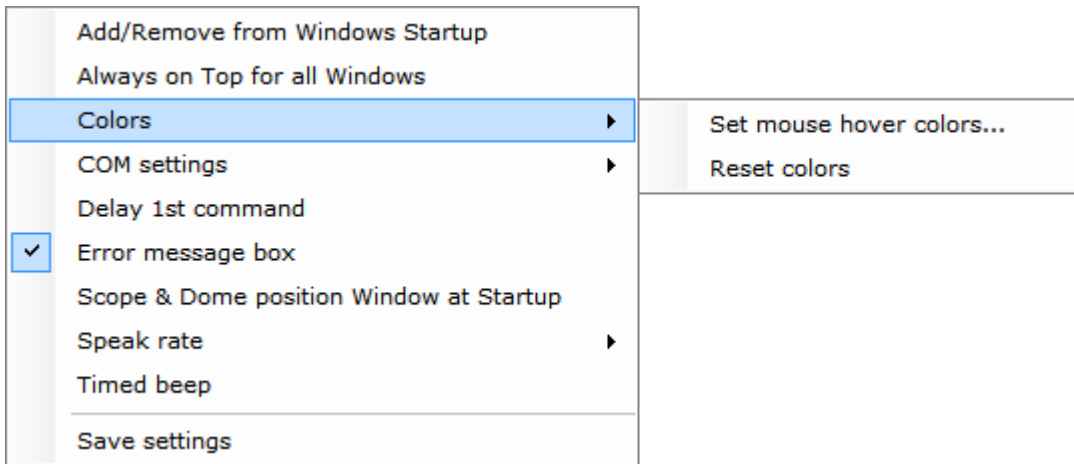 Add/Remove from Windows Startup
Always on Top for all Windows
Colors
Set mouse hover colors...
Reset colors
COM settings
Delay 1st command
Error message box
Scope & Dome position Window at Startup
Speak rate
Timed beep
Save settings